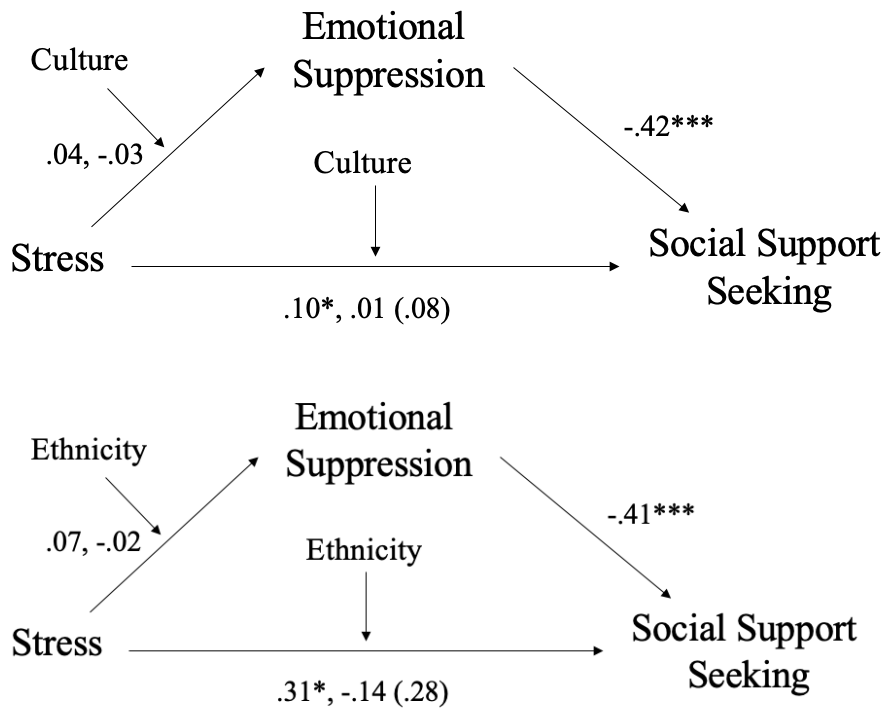 Emotional
Suppression
Culture
-.42***
.04, -.03
Culture
Stress
Social Support
Seeking
.10*, .01 (.08)
Emotional
Suppression
Ethnicity
-.41***
.07, -.02
Ethnicity
Stress
Social Support
Seeking
.31*, -.14 (.28)